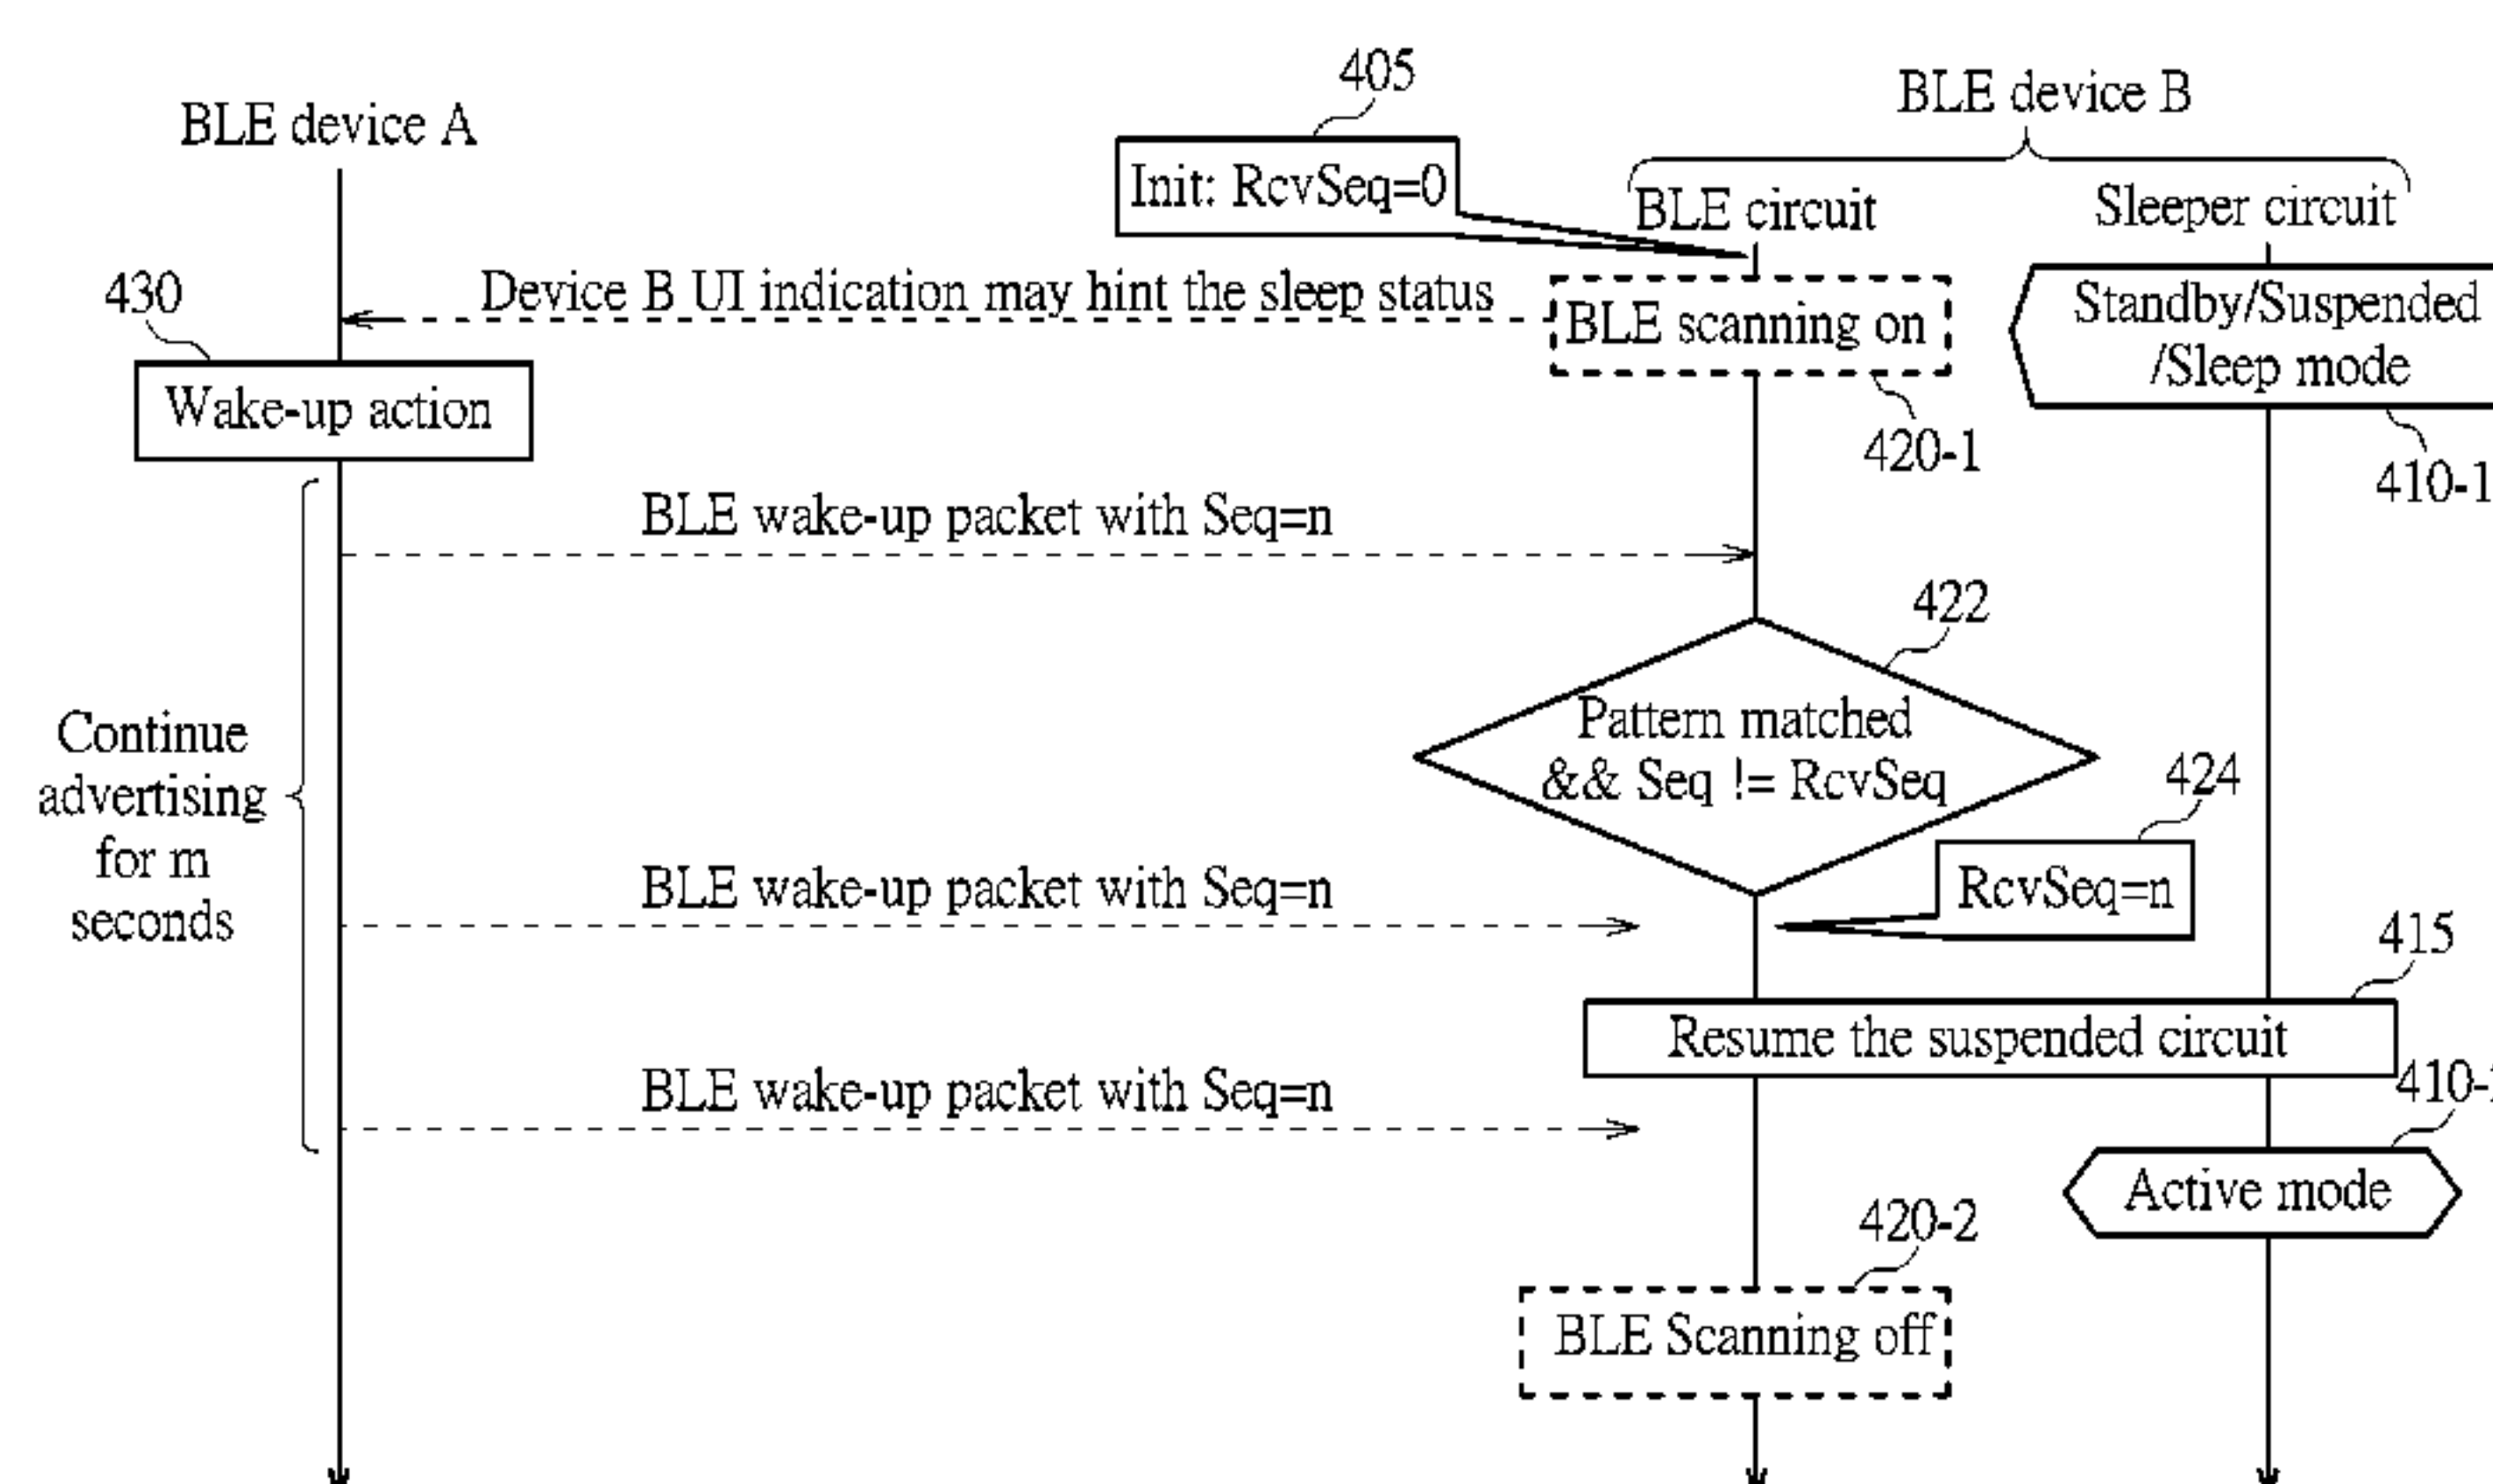 405
BLE device B
BLE device A
Init: RcvSeq=0
BLE circuit
Sleeper circuit
430
Device B UI indication may hint the sleep status
BLE scanning on
Standby/Suspended
/Sleep mode
Wake-up action
420-1
410-1
BLE wake-up packet with Seq=n
422
Pattern matched
&& Seq != RcvSeq
Continue
advertising
for m
seconds
424
BLE wake-up packet with Seq=n
RcvSeq=n
415
Resume the suspended circuit
BLE wake-up packet with Seq=n
Active mode
420-2
BLE Scanning off